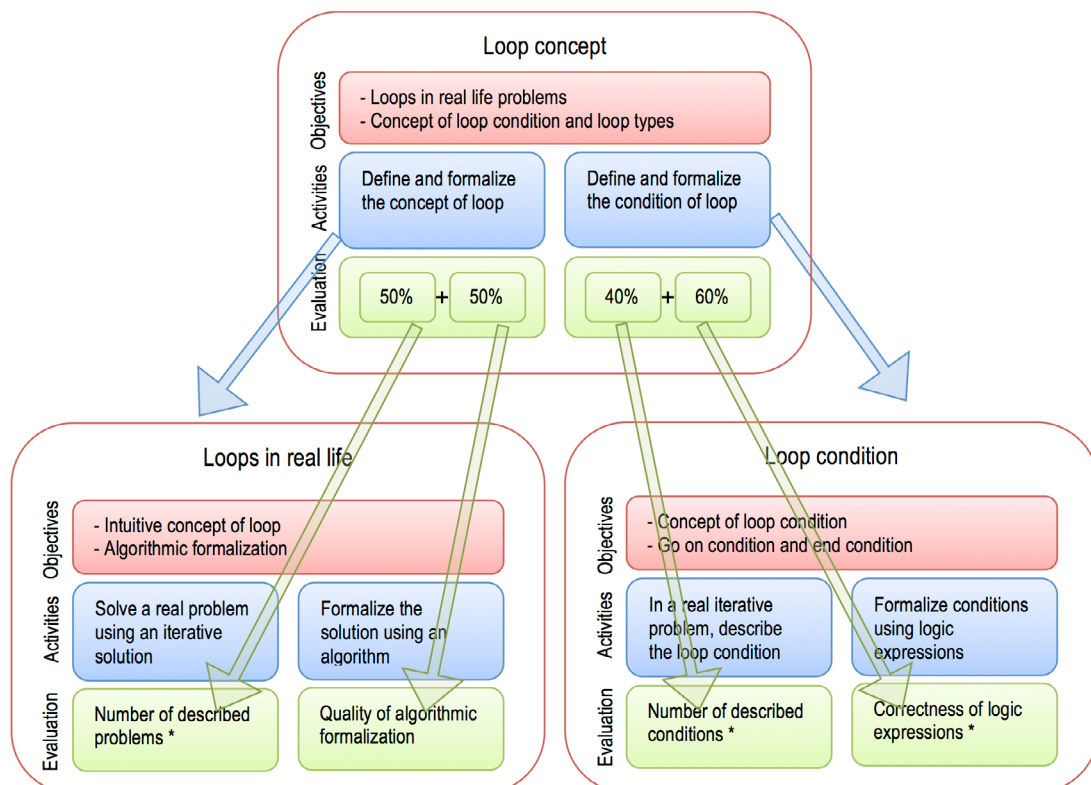 Loop concept
Objectives
- Loops in real life problems
- Concept of loop condition and loop types
Activities
Define and formalize
the concept of loop
Define and formalize
the condition of loop
Evaluation
50% + 50%
40% + 60%
Loops in real life
Objectives
- Intuitive concept of loop
- Algorithmic formalization
Activities
Solve a real problem
using an iterative
solution
Formalize the
solution using an
algorithm
Evaluation
Number of described
problems *
Quality of algorithmic
formalization
Loop condition
Objectives
- Concept of loop condition
- Go on condition and end condition
Activities
In a real iterative
problem, describe
the loop condition
Formalize conditions
using logic
expressions
Evaluation
Number of described
conditions *
Correctness of logic
expressions *